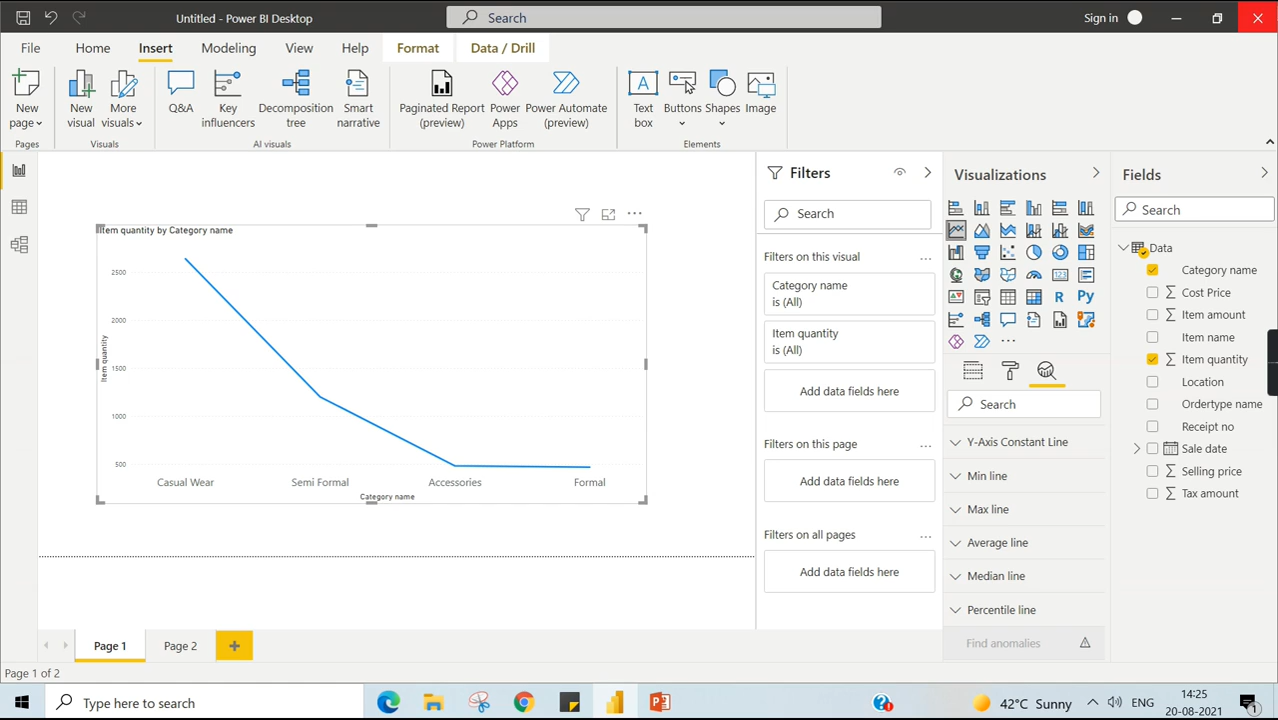 Untitled - Power BI Desktop
Search
Sign in
File
Home
Insert
Modeling
View
Help
Format
Data / Drill
New page
New visual
More visuals
Q&A
Key influencers
Decomposition tree
Smart narrative
Paginated Report (preview)
Power Apps
Power Automate (preview)
Text box
Buttons
Shapes
Image
Pages
Visuals
AI visuals
Power Platform
Elements
Item quantity by Category name
2500
2000
1500
1000
500
Item quantity
Casual Wear
Semi Formal
Accessories
Formal
Category name
Filters
Search
Filters on this visual
Category name
is (All)
Item quantity
is (All)
Add data fields here
Filters on this page
Add data fields here
Filters on all pages
Add data fields here
Visualizations
123
R
Py
Search
Y-Axis Constant Line
Min line
Max line
Average line
Median line
Percentile line
Find anomalies
Fields
Search
Data
Category name
Cost Price
Item amount
Item name
Item quantity
Location
Ordertype name
Receipt no
Sale date
Selling price
Tax amount
Page 1
Page 2
Page 1 of 2
Type here to search
42°C Sunny
ENG
14:25
20-08-2021
1